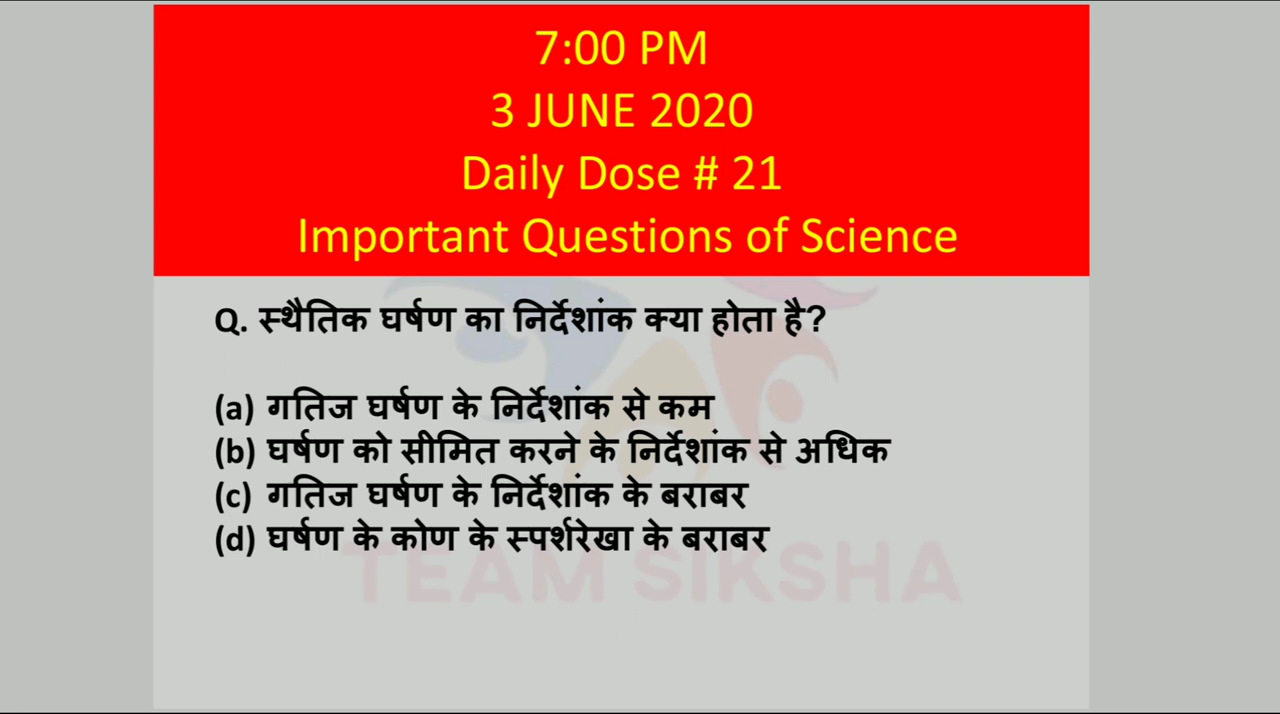 7:00 PM
3 JUNE 2020
Daily Dose # 21
Important Questions of Science
Q. स्थैतिक घर्षण का निर्देशांक क्या होता है?
(a) गतिज घर्षण के निर्देशांक से कम
(b) घर्षण को सीमित करने के निर्देशांक से अधिक
(c) गतिज घर्षण के निर्देशांक के बराबर
(d) घर्षण के कोण के स्पर्शरेखा के बराबर
TEAM SIKSHA